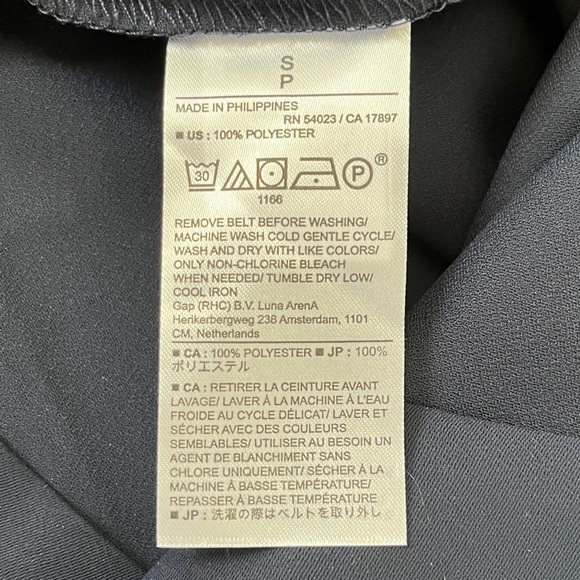 S
P
MADE IN PHILIPPINES
RN 54023 / CA 17897
■ US : 100% POLYESTER
30 P ®
1166
REMOVE BELT BEFORE WASHING/
MACHINE WASH COLD GENTLE CYCLE/
WASH AND DRY WITH LIKE COLORS/
ONLY NON-CHLORINE BLEACH
WHEN NEEDED/ TUMBLE DRY LOW/
COOL IRON
Gap (RHC) B.V. Luna ArenA
Herikerbergweg 238 Amsterdam, 1101
CM, Netherlands
■ CA : 100% POLYESTER ■ JP : 100%
ポリエステル
■ CA : RETIRER LA CEINTURE AVANT
LAVAGE/ LAVER À LA MACHINE À L'EAU
FROIDE AU CYCLE DÉLICAT/ LAVER ET
SÉCHER AVEC DES COULEURS
SEMBLABLES/ UTILISER AU BESOIN UN
AGENT DE BLANCHIMENT SANS
CHLORE UNIQUEMENT/ SÉCHER À LA
MACHINE À BASSE TEMPÉRATURE/
REPASSER À BASSE TEMPÉRATURE
■ JP : 洗濯の際はベルトを取り外し